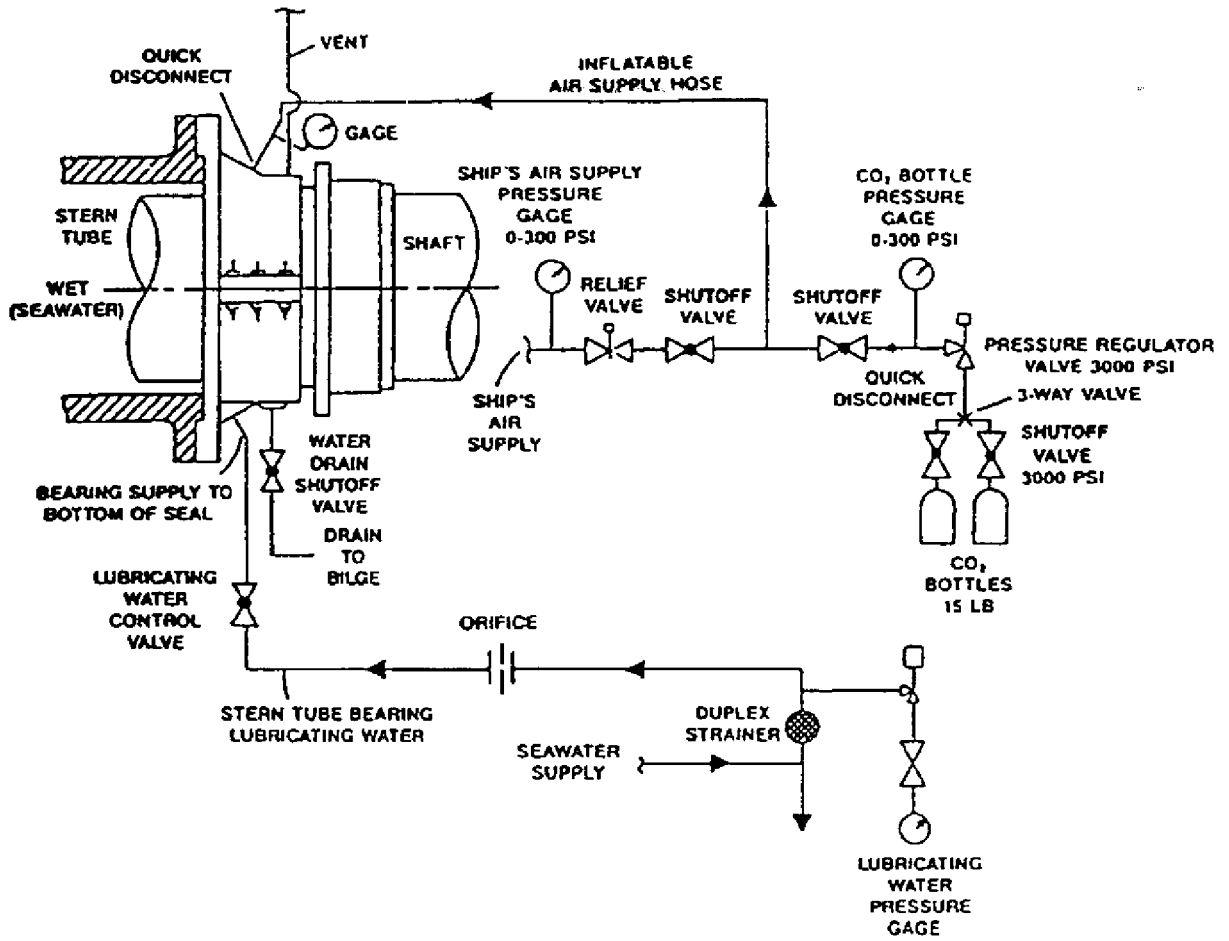 VENT
QUICK
DISCONNECT
INFLATABLE
AIR SUPPLY HOSE
GAGE
SHIP'S AIR SUPPLY
PRESSURE
GAGE
0-300 PSI
CO₂ BOTTLE
PRESSURE
GAGE
0-300 PSI
STERN
TUBE
SHAFT
WET
(SEAWATER)
RELIEF
VALVE
SHUTOFF
VALVE
SHUTOFF
VALVE
PRESSURE REGULATOR
VALVE 3000 PSI
QUICK
DISCONNECT
3-WAY VALVE
SHIP'S
AIR
SUPPLY
SHUTOFF
VALVE
3000 PSI
WATER
DRAIN
SHUTOFF
VALVE
BEARING SUPPLY TO
BOTTOM OF SEAL
DRAIN
TO
BILGE
CO₂
BOTTLES
15 LB
LUBRICATING
WATER
CONTROL
VALVE
ORIFICE
STERN TUBE BEARING
LUBRICATING WATER
DUPLEX
STRAINER
SEAWATER
SUPPLY
LUBRICATING
WATER
PRESSURE
GAGE